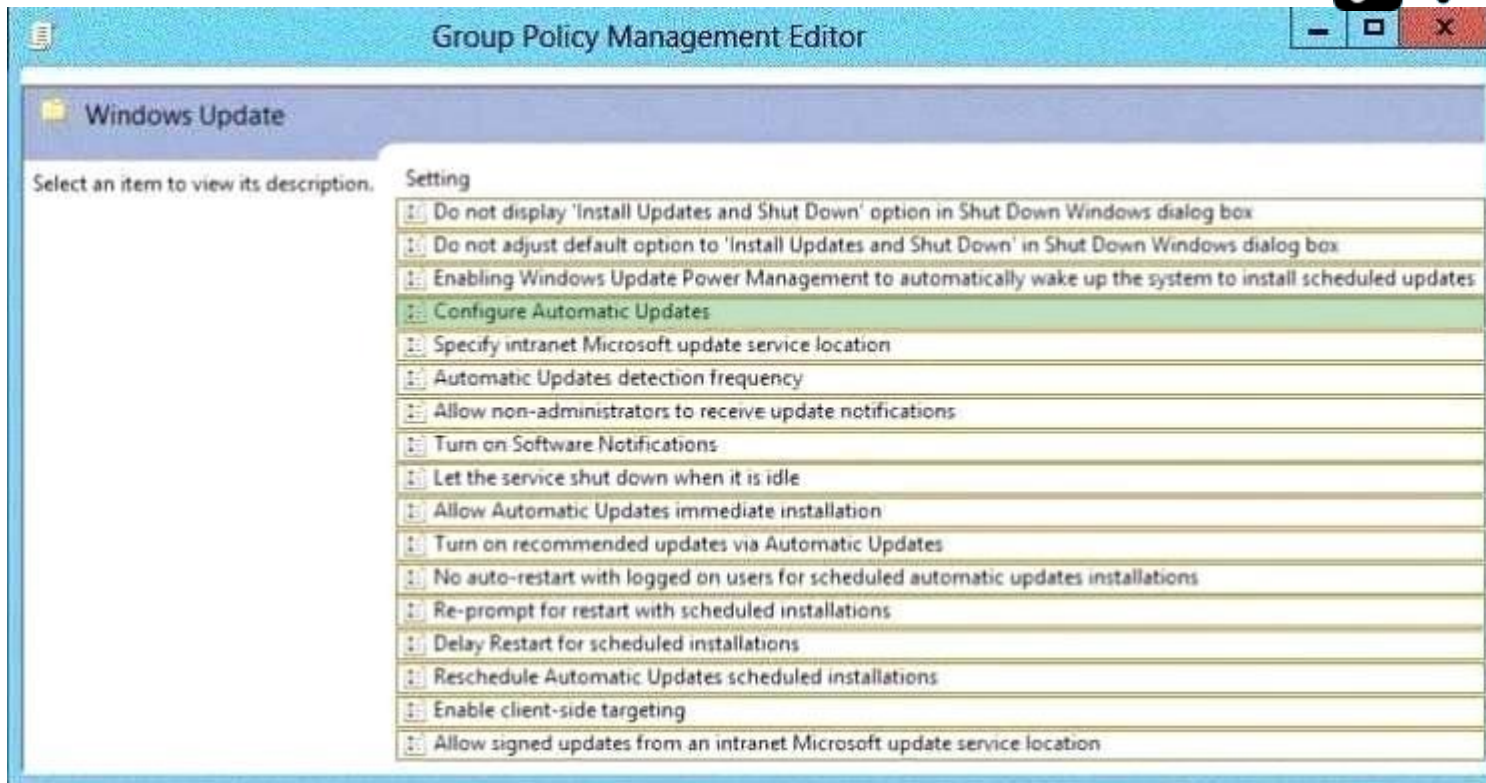 Group Policy Management Editor
Windows Update
Select an item to view its description.
Setting
Do not display 'Install Updates and Shut Down' option in Shut Down Windows dialog box
Do not adjust default option to 'Install Updates and Shut Down' in Shut Down Windows dialog box
Enabling Windows Update Power Management to automatically wake up the system to install scheduled updates
Configure Automatic Updates
Specify intranet Microsoft update service location
Automatic Updates detection frequency
Allow non-administrators to receive update notifications
Turn on Software Notifications
Let the service shut down when it is idle
Allow Automatic Updates immediate installation
Turn on recommended updates via Automatic Updates
No auto-restart with logged on users for scheduled automatic updates installations
Re-prompt for restart with scheduled installations
Delay Restart for scheduled installations
Reschedule Automatic Updates scheduled installations
Enable client-side targeting
Allow signed updates from an intranet Microsoft update service location